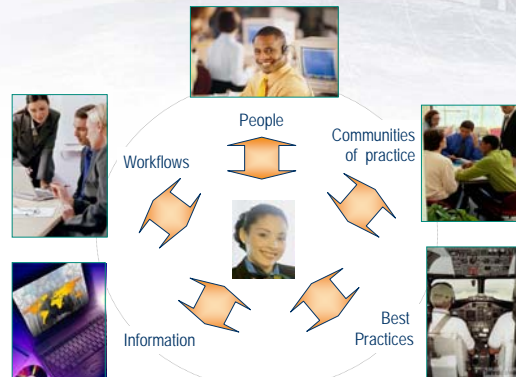 People
Communities
of practice
Workflows
Information
Best
Practices